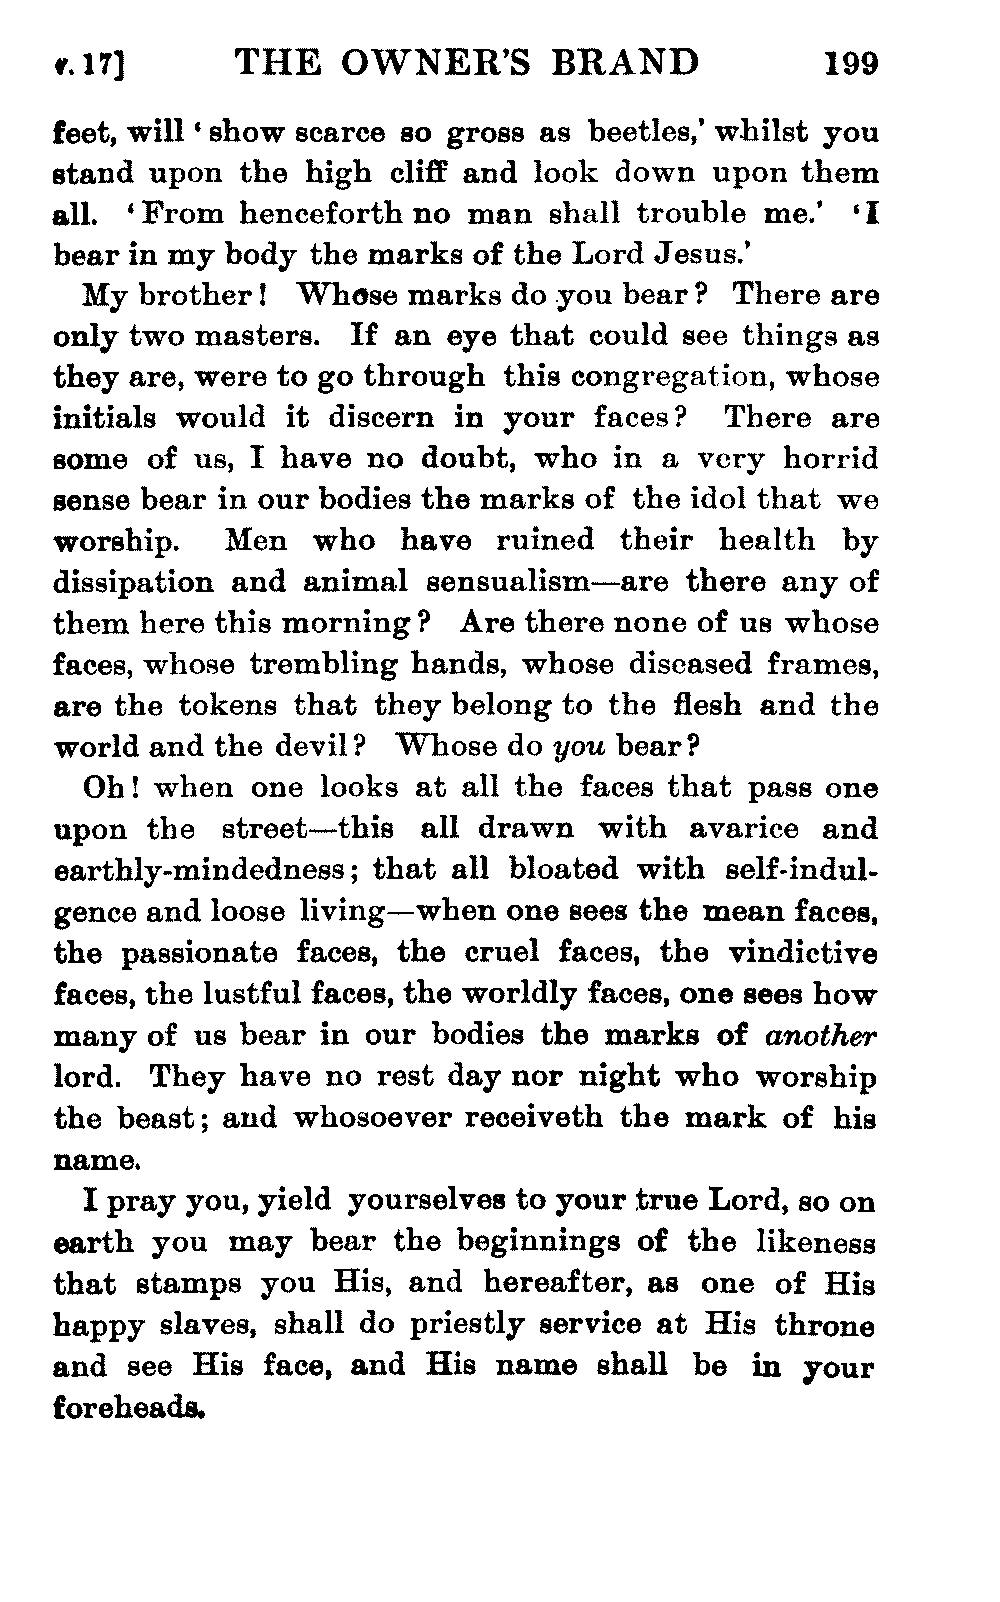 v. 17] THE OWNER'S BRAND 199
feet, will ‘show scarce so gross as beetles,’ whilst you
stand upon the high cliff and look down upon them
all. ‘From henceforth no man shall trouble me.’ ‘I
bear in my body the marks of the Lord Jesus.’
My brother! Whose marks do you bear? There are
only two masters. If an eye that could see things as
they are, were to go through this congregation, whose
initials would it discern in your faces? There are
some of us, I have no doubt, who in a very horrid
sense bear in our bodies the marks of the idol that we
worship. Men who have ruined their health by
dissipation and animal sensualism—are there any of
them here this morning? Are there none of us whose
faces, whose trembling hands, whose diseased frames,
are the tokens that they belong to the flesh and the
world and the devil? Whose do you bear?
Oh! when one looks at all the faces that pass one
upon the street—this all drawn with avarice and
earthly-mindedness; that all bloated with self-indul-
gence and loose living—when one sees the mean faces,
the passionate faces, the cruel faces, the vindictive
faces, the lustful faces, the worldly faces, one sees how
many of us bear in our bodies the marks of another
lord. They have no rest day nor night who worship
the beast; and whosoever receiveth the mark of his
name.
I pray you, yield yourselves to your true Lord, so on
earth you may bear the beginnings of the likeness
that stamps you His, and hereafter, as one of His
happy slaves, shall do priestly service at His throne
and see His face, and His name shall be in your
foreheads.